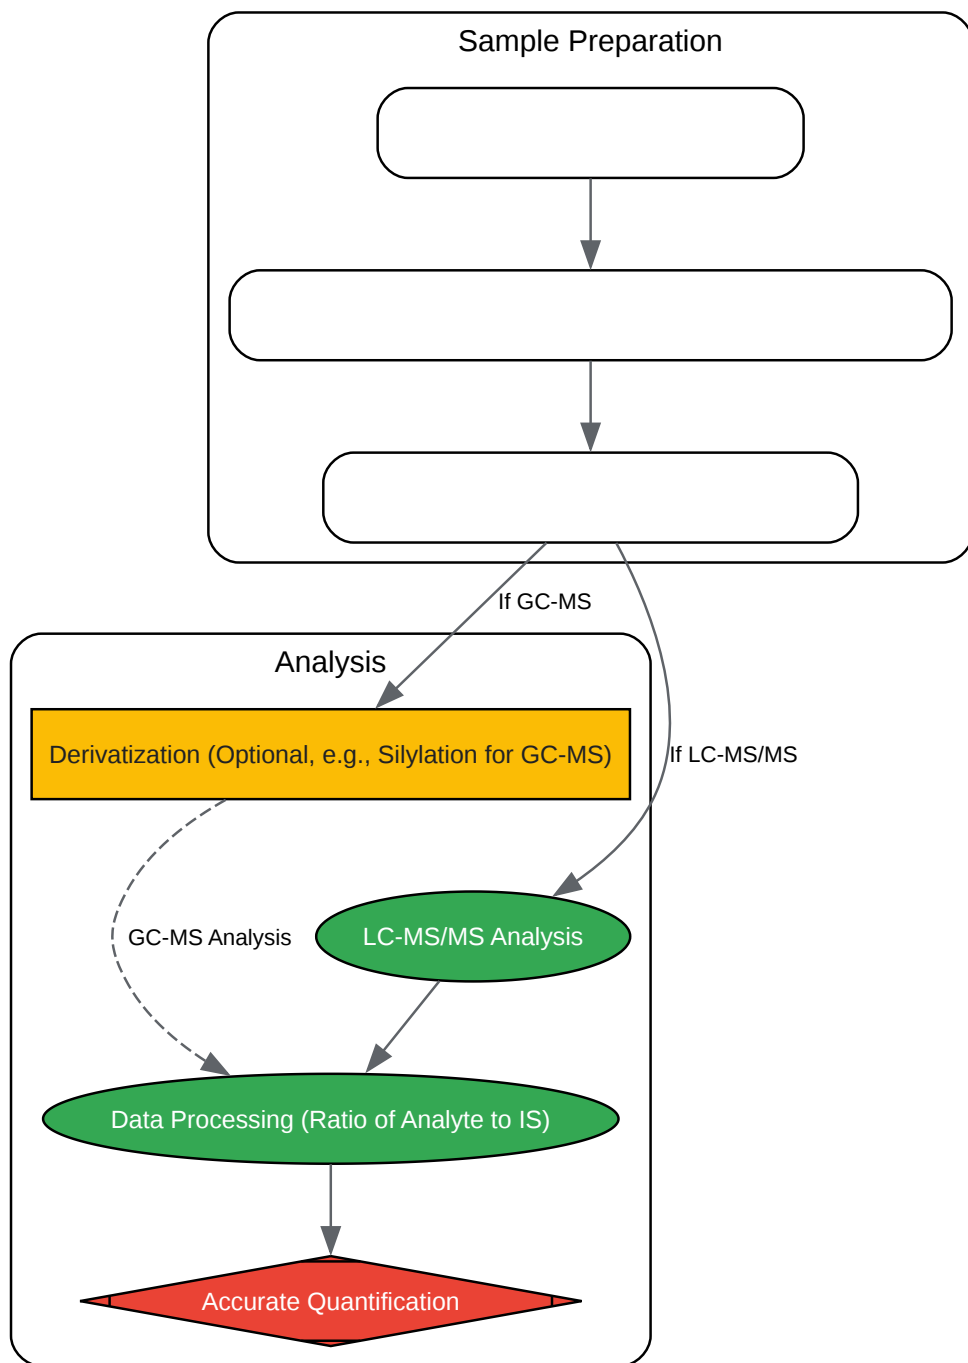 Sample Preparation
If GC-MS
Analysis
Derivatization (Optional, e.g., Silylation for GC-MS)
If LC-MS/MS
GC-MS Analysis
LC-MS/MS Analysis
Data Processing (Ratio of Analyte to IS)
Accurate Quantification